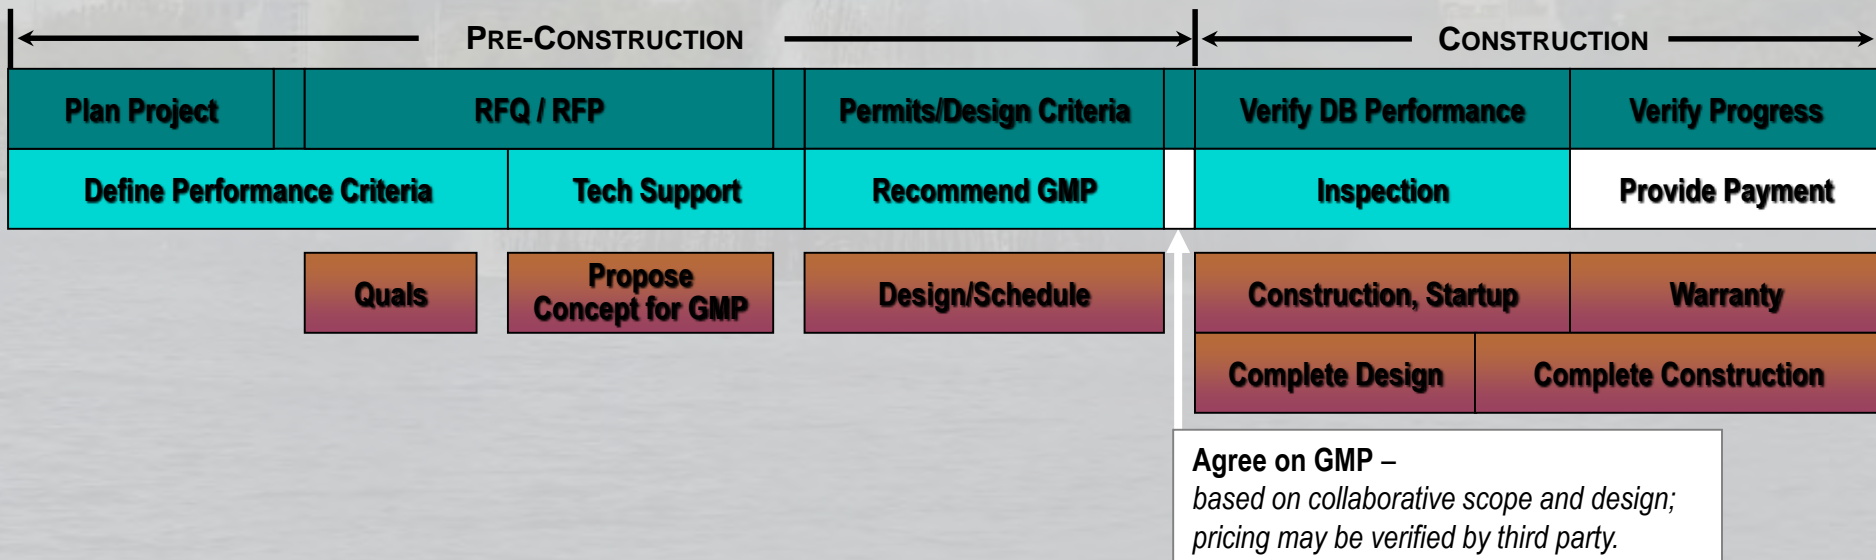 PRE-CONSTRUCTION CONSTRUCTION
Plan Project RFQ / RFP Permits/Design Criteria Verify DB Performance Verify Progress
Define Performance Criteria Tech Support Recommend GMP Inspection Provide Payment
Quals
Propose
Concept for GMP
Design/Schedule
Construction, Startup
Warranty
Complete Design Complete Construction
Agree on GMP –
based on collaborative scope and design;
pricing may be verified by third party.